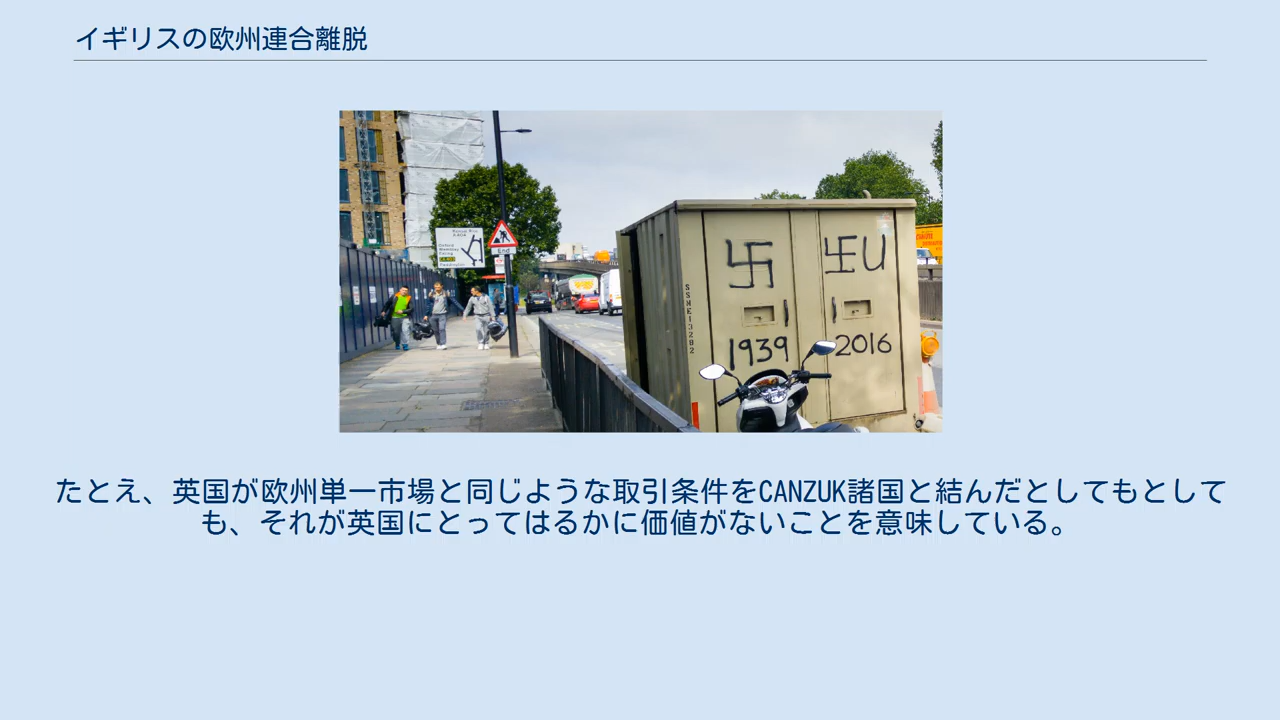 イギリスの欧州連合離脱
卐 卐U
1939 2016
SSNE13202
End
たとえ、英国が欧州単一市場と同じような取引条件をCANZUK諸国と結んだとしてもとして
も、それが英国にとってはるかに価値がないことを意味している。